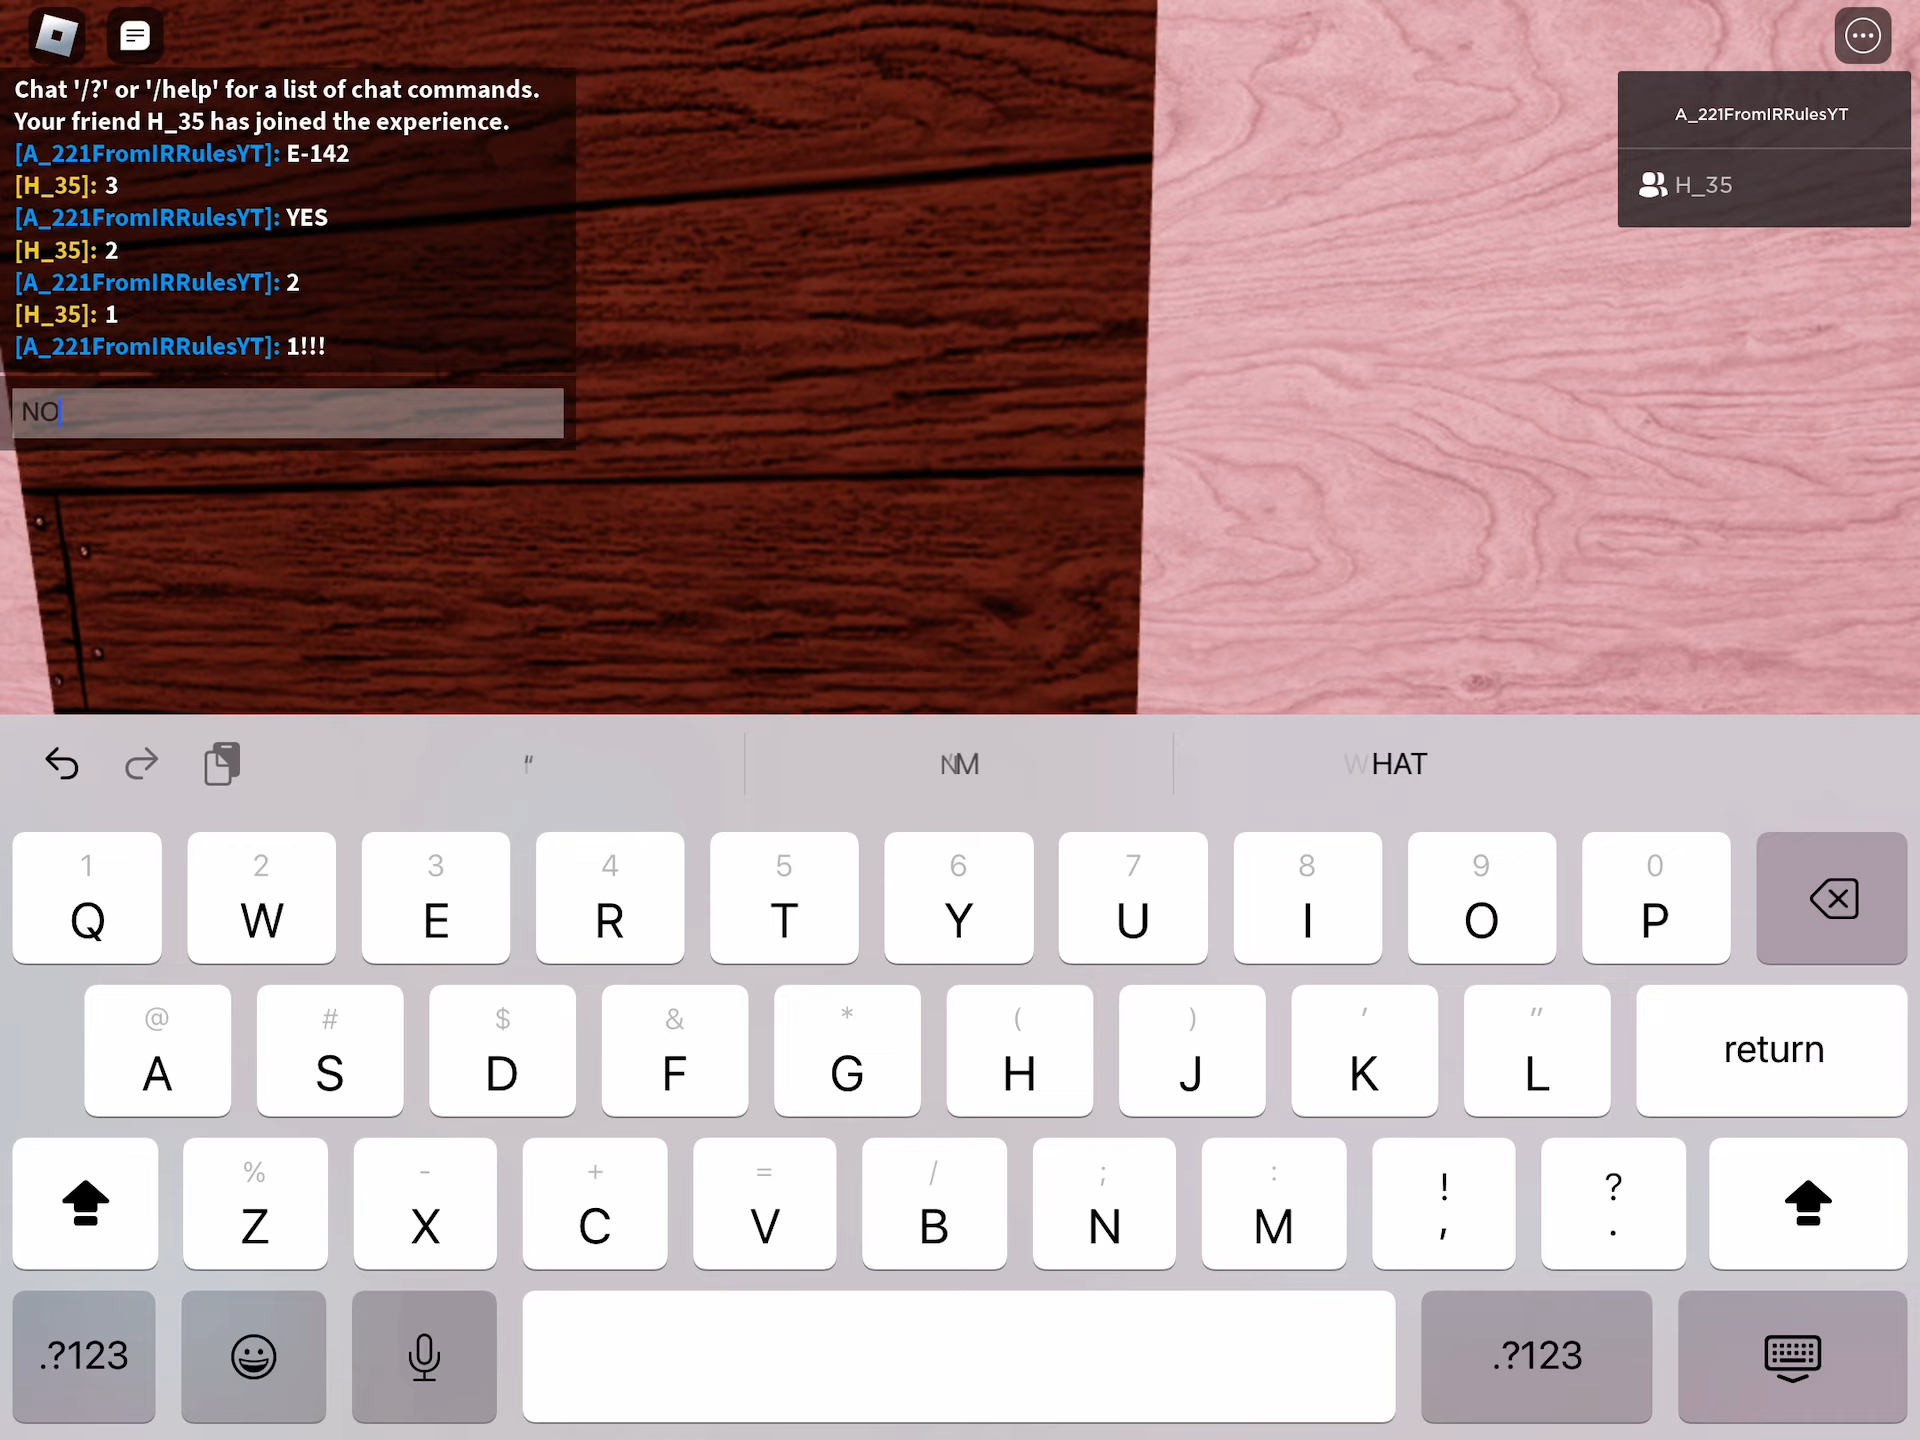 Chat '/?' or '/help' for a list of chat commands.
Your friend H_35 has joined the experience.
[A_221FromIRRulesYT]: E-142
[H_35]: 3
[A_221FromIRRulesYT]: YES
[H_35]: 2
[A_221FromIRRulesYT]: 2
[H_35]: 1
[A_221FromIRRulesYT]: 1!!!
NO
A_221FromIRRulesYT
H_35
WHAT
1 2 3 4 5 6 7 8 9 0
Q W E R T Y U I O P
@ # $ & * ( ) ' "
A S D F G H J K L return
% - + = / ; : ! ?
Z X C V B N M , .
.?123 .?123